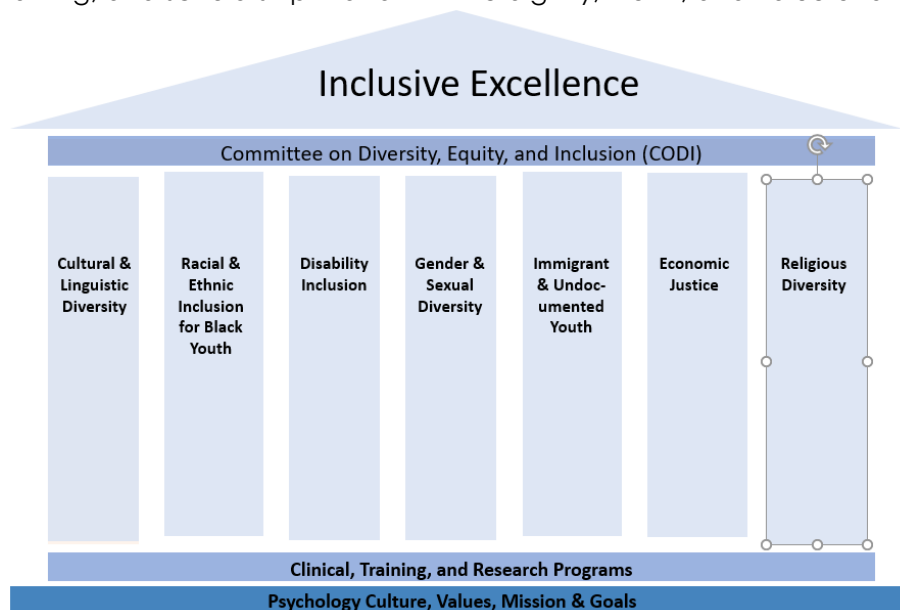 Inclusive Excellence
Committee on Diversity, Equity, and Inclusion (CODI)
Cultural &
Linguistic
Diversity
Racial &
Ethnic
Inclusion
for Black
Youth
Disability
Inclusion
Gender &
Sexual
Diversity
Immigrant
& Undoc-
umented
Youth
Economic
Justice
Religious
Diversity
Clinical, Training, and Research Programs
Psychology Culture, Values, Mission & Goals